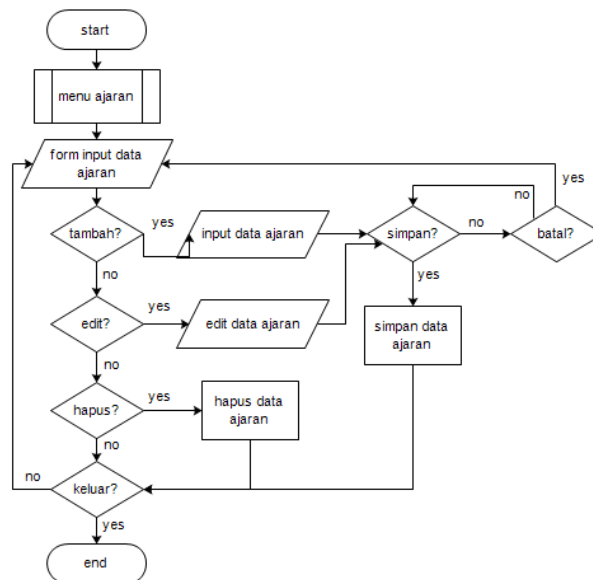 start
menu ajaran
form input data
ajaran
yes
no
tambah?
yes
input data ajaran
simpan?
no
batal?
no
yes
edit?
yes
edit data ajaran
simpan data
ajaran
no
hapus?
yes
hapus data
ajaran
no
no
keluar?
yes
end